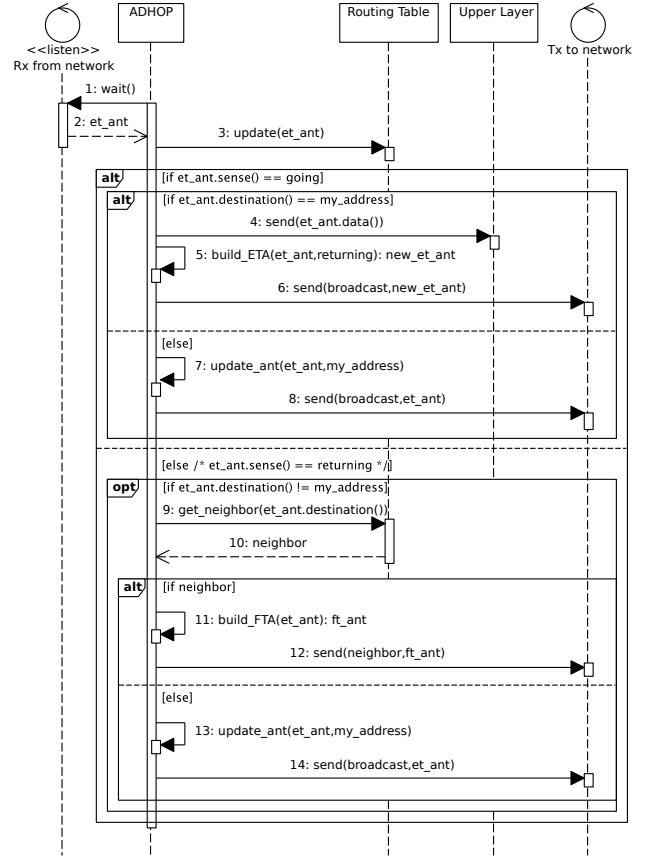 ADHOP
Routing Table
Upper Layer
<<listen>>
Rx from network
Tx to network
1: wait()
2: et_ant
3: update(et_ant)
alt
[if et_ant.sense() == going]
alt
[if et_ant.destination() == my_address]
4: send(et_ant.data())
5: build_ETA(et_ant,returning): new_et_ant
6: send(broadcast,new_et_ant)
[else]
7: update_ant(et_ant,my_address)
8: send(broadcast,et_ant)
[else /* et_ant.sense() == returning */]
opt
[if et_ant.destination() != my_address]
9: get_neighbor(et_ant.destination())
10: neighbor
alt
[if neighbor]
11: build_FTA(et_ant): ft_ant
12: send(neighbor,ft_ant)
[else]
13: update_ant(et_ant,my_address)
14: send(broadcast,et_ant)